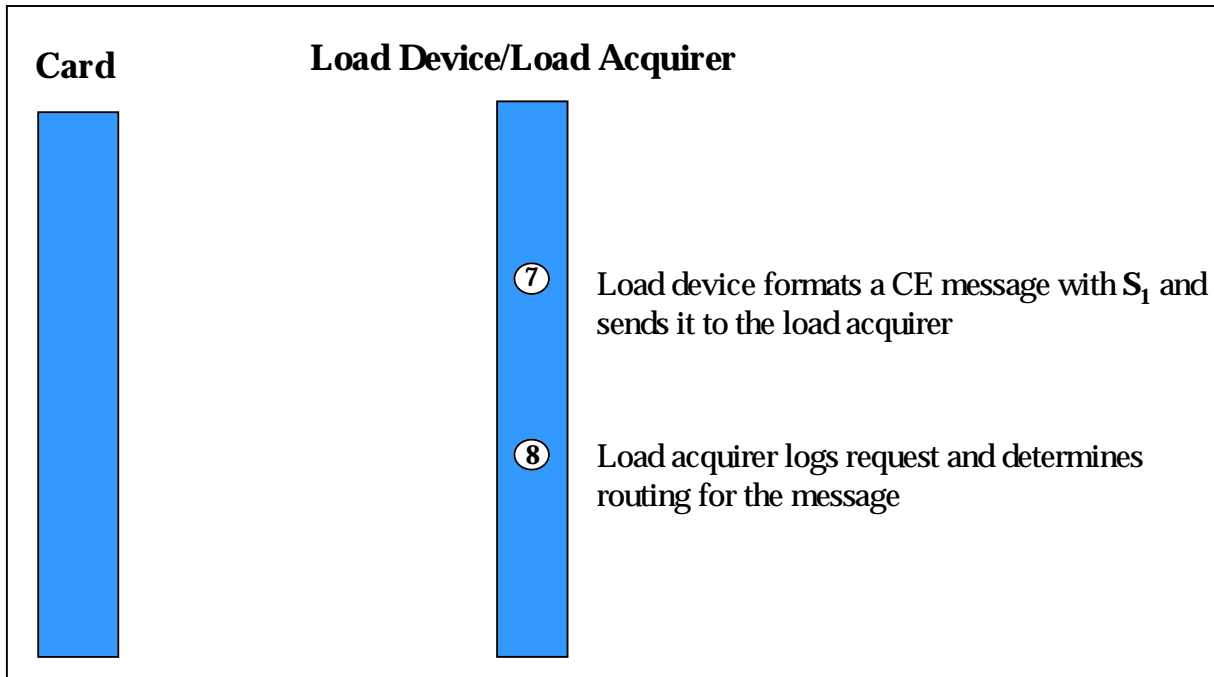 Card
Load Device/Load Acquirer
7
Load device formats a CE message with S1 and
sends it to the load acquirer
8
Load acquirer logs request and determines
routing for the message